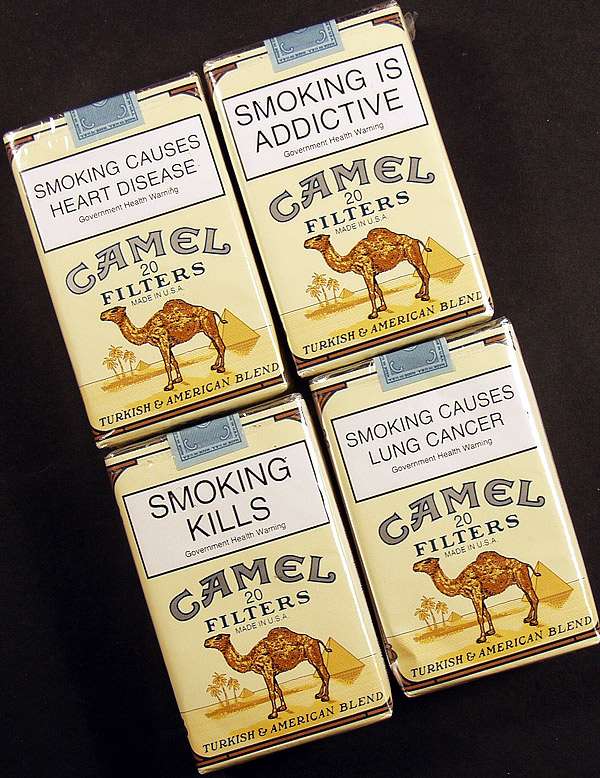 SMOKING CAUSES
HEART DISEASE
Government Health Warning
CAMEL
20
FILTERS
MADE IN U.S.A.
TURKISH & AMERICAN BLEND
SMOKING IS
ADDICTIVE
Government Health Warning
CAMEL
20
FILTERS
MADE IN U.S.A.
TURKISH & AMERICAN BLEND
SMOKING
KILLS
Government Health Warning
CAMEL
20
FILTERS
MADE IN U.S.A.
TURKISH & AMERICAN BLEND
SMOKING CAUSES
LUNG CANCER
Government Health Warning
CAMEL
20
FILTERS
MADE IN U.S.A.
TURKISH & AMERICAN BLEND